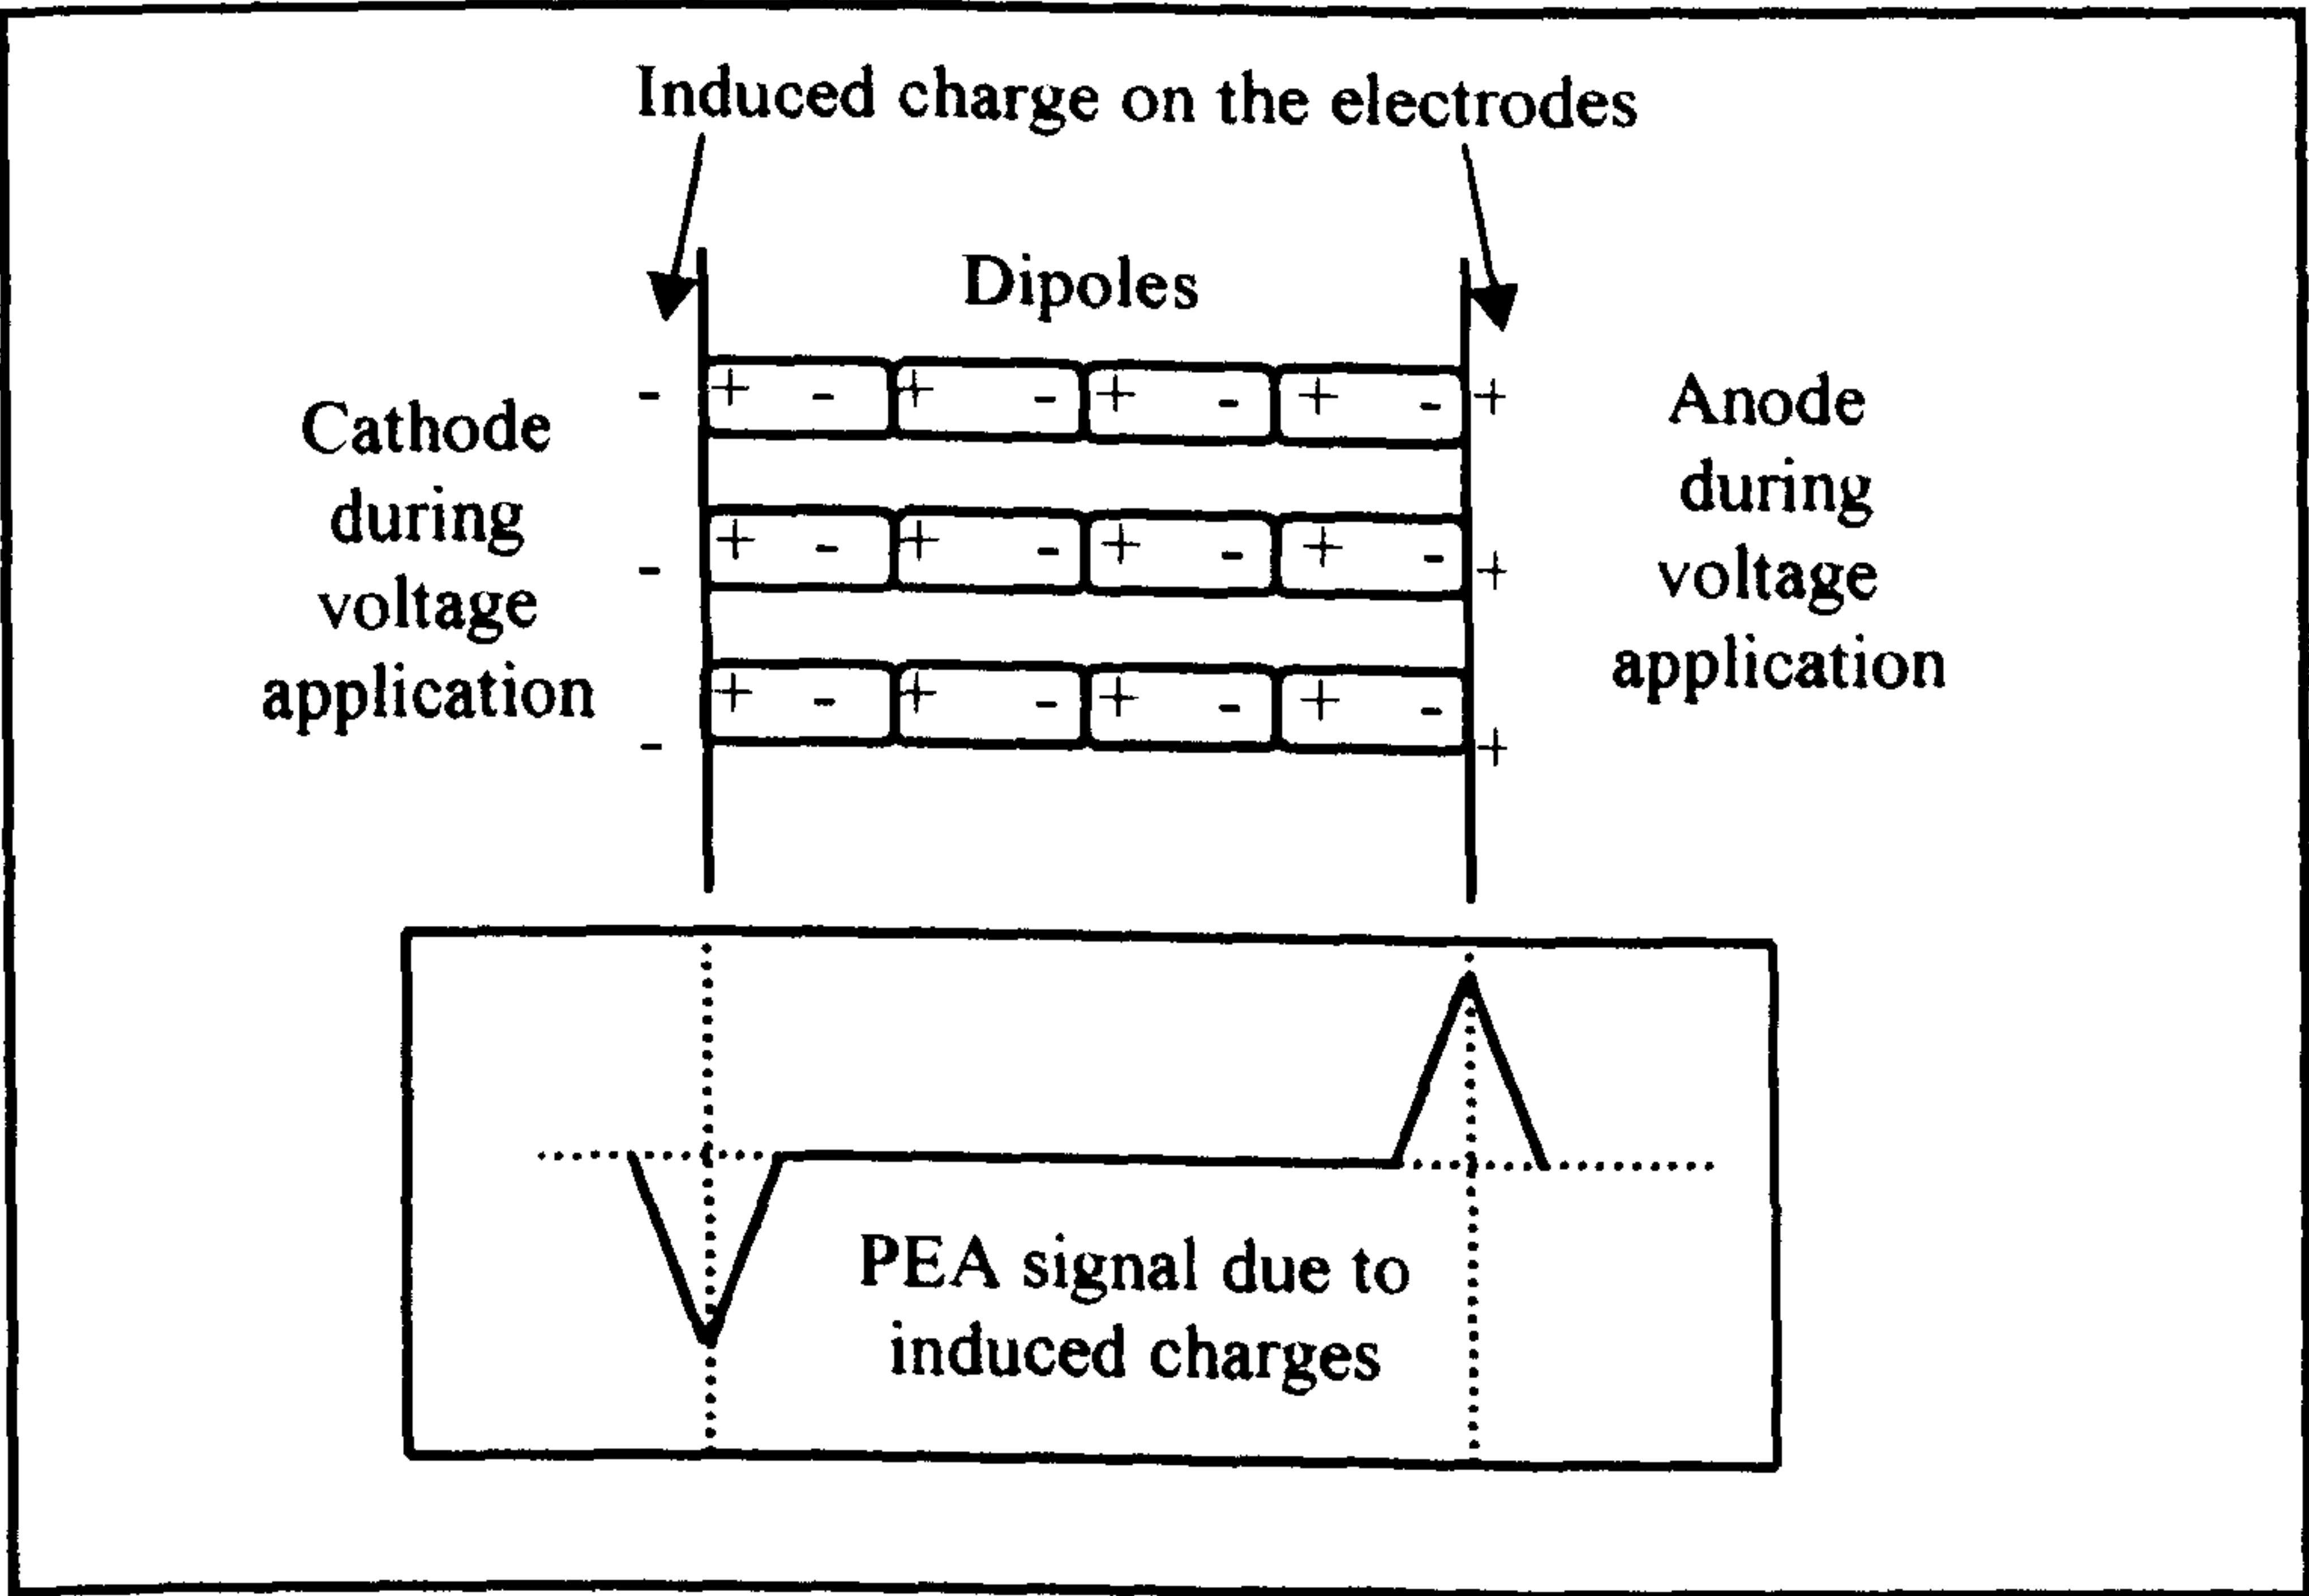 Induced charge on the electrodes
Dipoles
Cathode
during
voltage
application
- + - + - + - + - +
- + - + - + - + - +
- + - + - + - + - +
Anode
during
voltage
application
PEA signal due to
induced charges